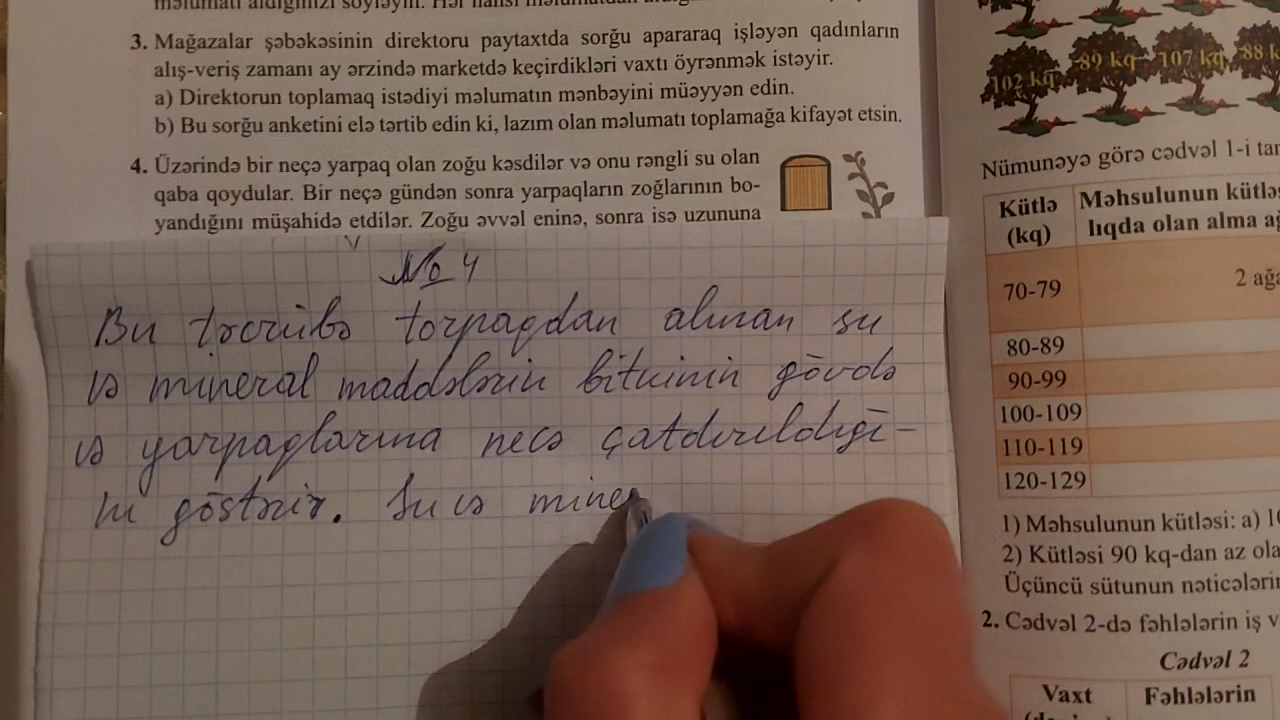 məlumatı aldığınızı söyləyin. Hər hansı məlumatdan
3. Mağazalar şəbəkəsinin direktoru paytaxtda sorğu apararaq işləyən qadınların
alış-veriş zamanı ay ərzində marketdə keçirdikləri vaxtı öyrənmək istəyir.
a) Direktorun toplamaq istədiyi məlumatın mənbəyini müəyyən edin.
b) Bu sorğu anketini elə tərtib edin ki, lazım olan məlumatı toplamağa kifayət etsin.
4. Üzərində bir neçə yarpaq olan zoğu kəsdilər və onu rəngli su olan
qaba qoydular. Bir neçə gündən sonra yarpaqların zoğlarının bo-
yandığını müşahidə etdilər. Zoğu əvvəl eninə, sonra isə uzununa
№ 4
Bu təcrübə torpaqdan alınan su
və mineral maddələrin bitkinin gövdə
və yarpaqlarına necə çatdırıldığı-
nı göstərir. Su və mine
102 kq 89 kq 107 kq 88 k
Nümunəyə görə cədvəl 1-i tam
Kütlə (kq) Məhsulunun kütləs
lıqda olan alma ağ
70-79 2 ağa
80-89
90-99
100-109
110-119
120-129
1) Məhsulunun kütləsi: a) 10
2) Kütləsi 90 kq-dan az ola
Üçüncü sütunun nəticələrin
2. Cədvəl 2-də fəhlələrin iş v
Cədvəl 2
Vaxt Fəhlələrin